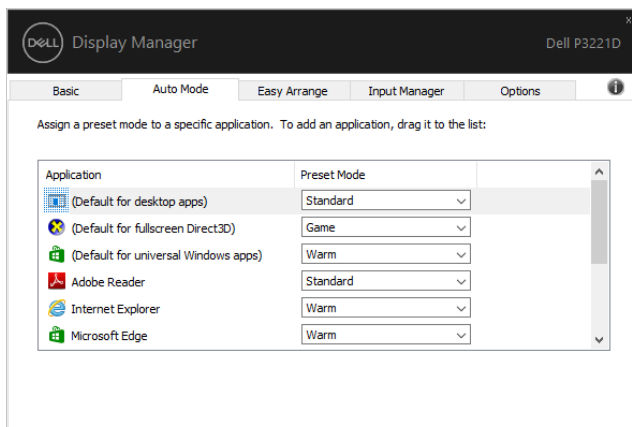 DELL Display Manager Dell P3221D
Basic Auto Mode Easy Arrange Input Manager Options
Assign a preset mode to a specific application. To add an application, drag it to the list:
Application Preset Mode
(Default for desktop apps) Standard
(Default for fullscreen Direct3D) Game
(Default for universal Windows apps) Warm
Adobe Reader Standard
Internet Explorer Warm
Microsoft Edge Warm